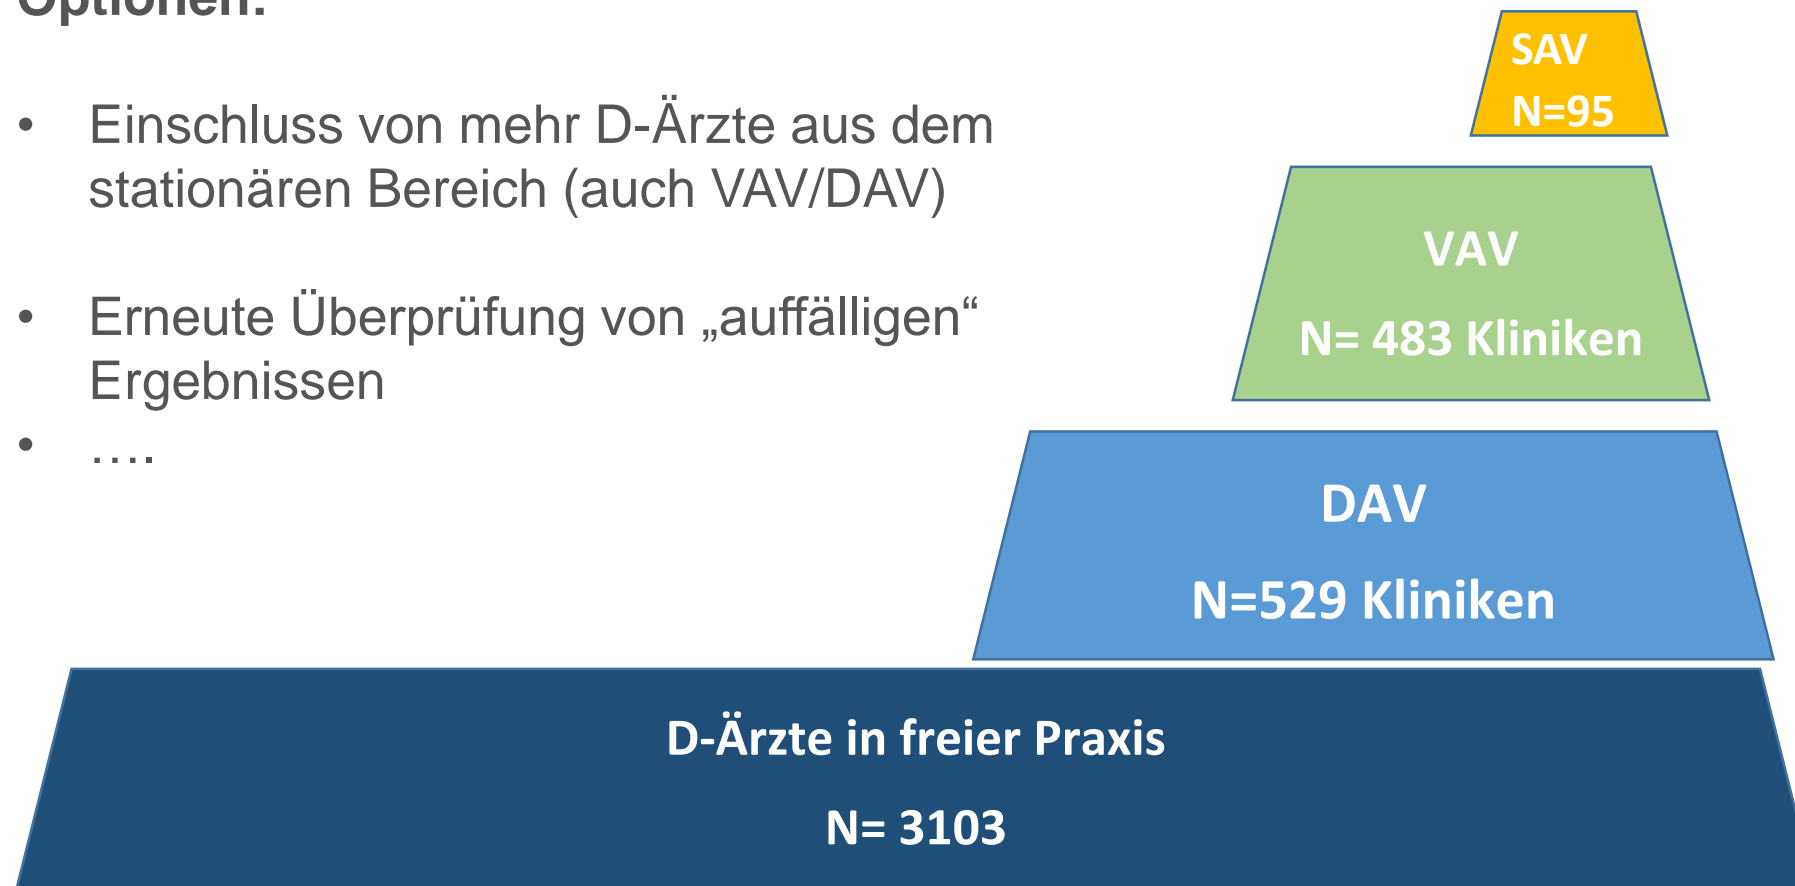 Optionen:
• Einschluss von mehr D-Ärzte aus dem
stationären Bereich (auch VAV/DAV)
• Erneute Überprüfung von „auffälligen“
Ergebnissen
• ….
SAV
N=95
VAV
N= 483 Kliniken
DAV
N=529 Kliniken
D-Ärzte in freier Praxis
N= 3103